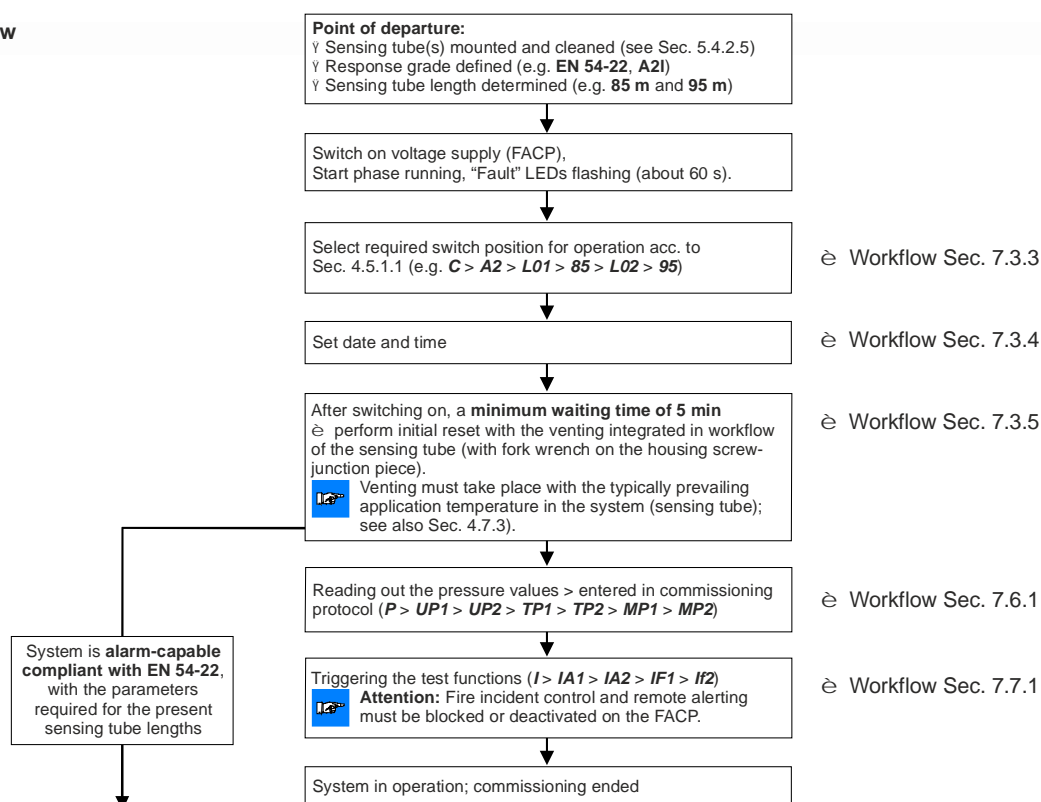 w
Point of departure:
Ÿ Sensing tube(s) mounted and cleaned (see Sec. 5.4.2.5)
Ÿ Response grade defined (e.g. EN 54-22, A2I)
Ÿ Sensing tube length determined (e.g. 85 m and 95 m)
Switch on voltage supply (FACP),
Start phase running, “Fault” LEDs flashing (about 60 s).
Select required switch position for operation acc. to
Sec. 4.5.1.1 (e.g. C > A2 > L01 > 85 > L02 > 95)
è Workflow Sec. 7.3.3
Set date and time
è Workflow Sec. 7.3.4
After switching on, a minimum waiting time of 5 min
è perform initial reset with the venting integrated in workflow
of the sensing tube (with fork wrench on the housing screw-
junction piece).
Venting must take place with the typically prevailing
application temperature in the system (sensing tube);
see also Sec. 4.7.3).
è Workflow Sec. 7.3.5
Reading out the pressure values > entered in commissioning
protocol (P > UP1 > UP2 > TP1 > TP2 > MP1 > MP2)
è Workflow Sec. 7.6.1
System is alarm-capable
compliant with EN 54-22,
with the parameters
required for the present
sensing tube lengths
Triggering the test functions (I > IA1 > IA2 > IF1 > If2)
Attention: Fire incident control and remote alerting
must be blocked or deactivated on the FACP.
è Workflow Sec. 7.7.1
System in operation; commissioning ended